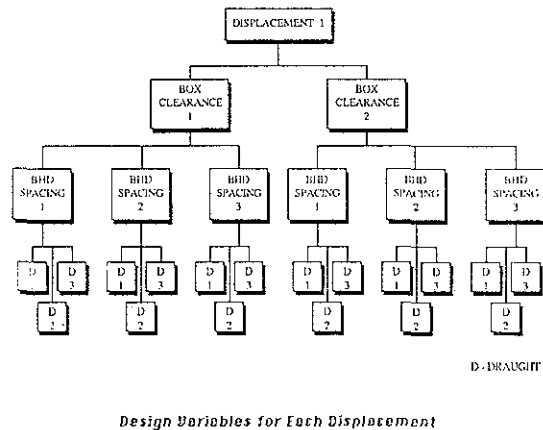 DISPLACEMENT 1
BOX CLEARANCE 1
BOX CLEARANCE 2
BHD SPACING 1
BHD SPACING 2
BHD SPACING 3
BHD SPACING 1
BHD SPACING 2
BHD SPACING 3
D
D 3
D 1
D 3
D 1
D 3
D 1
D 3
D 1
D 3
D 1
D 3
D 2
D 2
D 2
D 2
D 2
D 2
D - DRAUGHT
Design Variables for Each Displacement